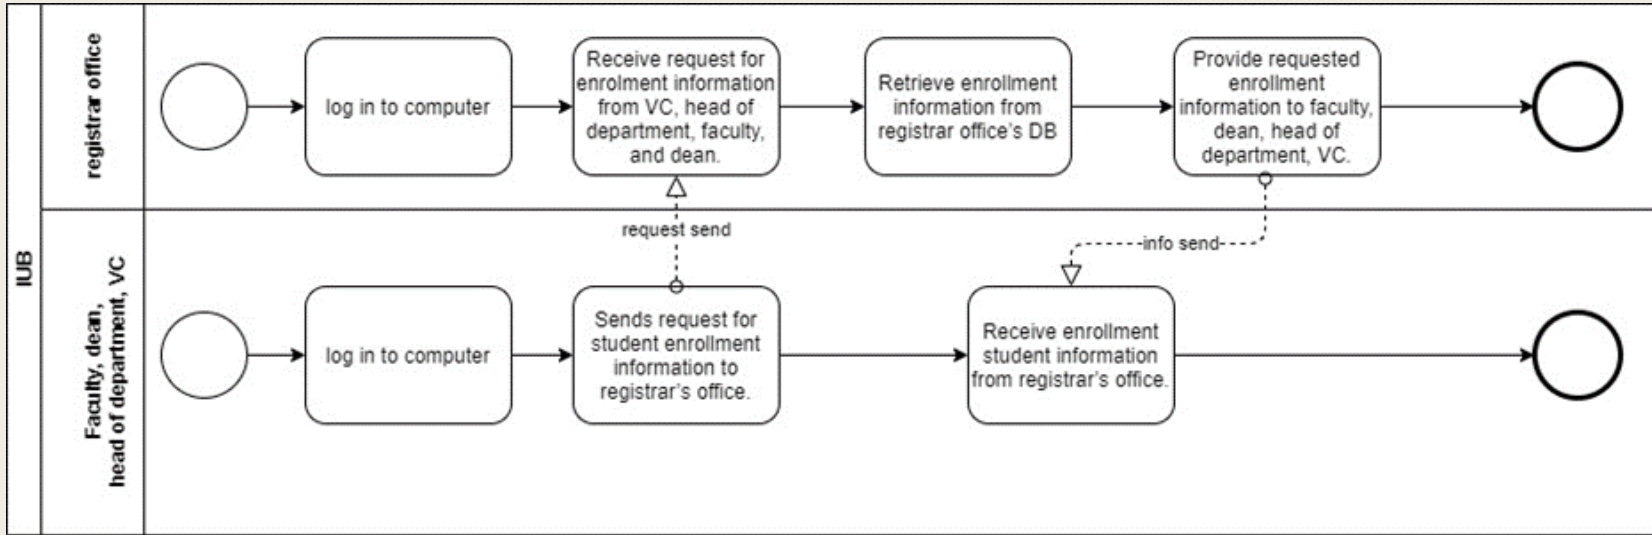 IUB
registrar office
log in to computer
Receive request for
enrolment information
from VC, head of
department, faculty,
and dean.
Retrieve enrollment
information from
registrar office's DB
Provide requested
enrollment
information to faculty,
dean, head of
department, VC.
request send
info send
Faculty, dean,
head of department, VC
log in to computer
Sends request for
student enrollment
information to
registrar's office.
Receive enrollment
student information
from registrar's office.